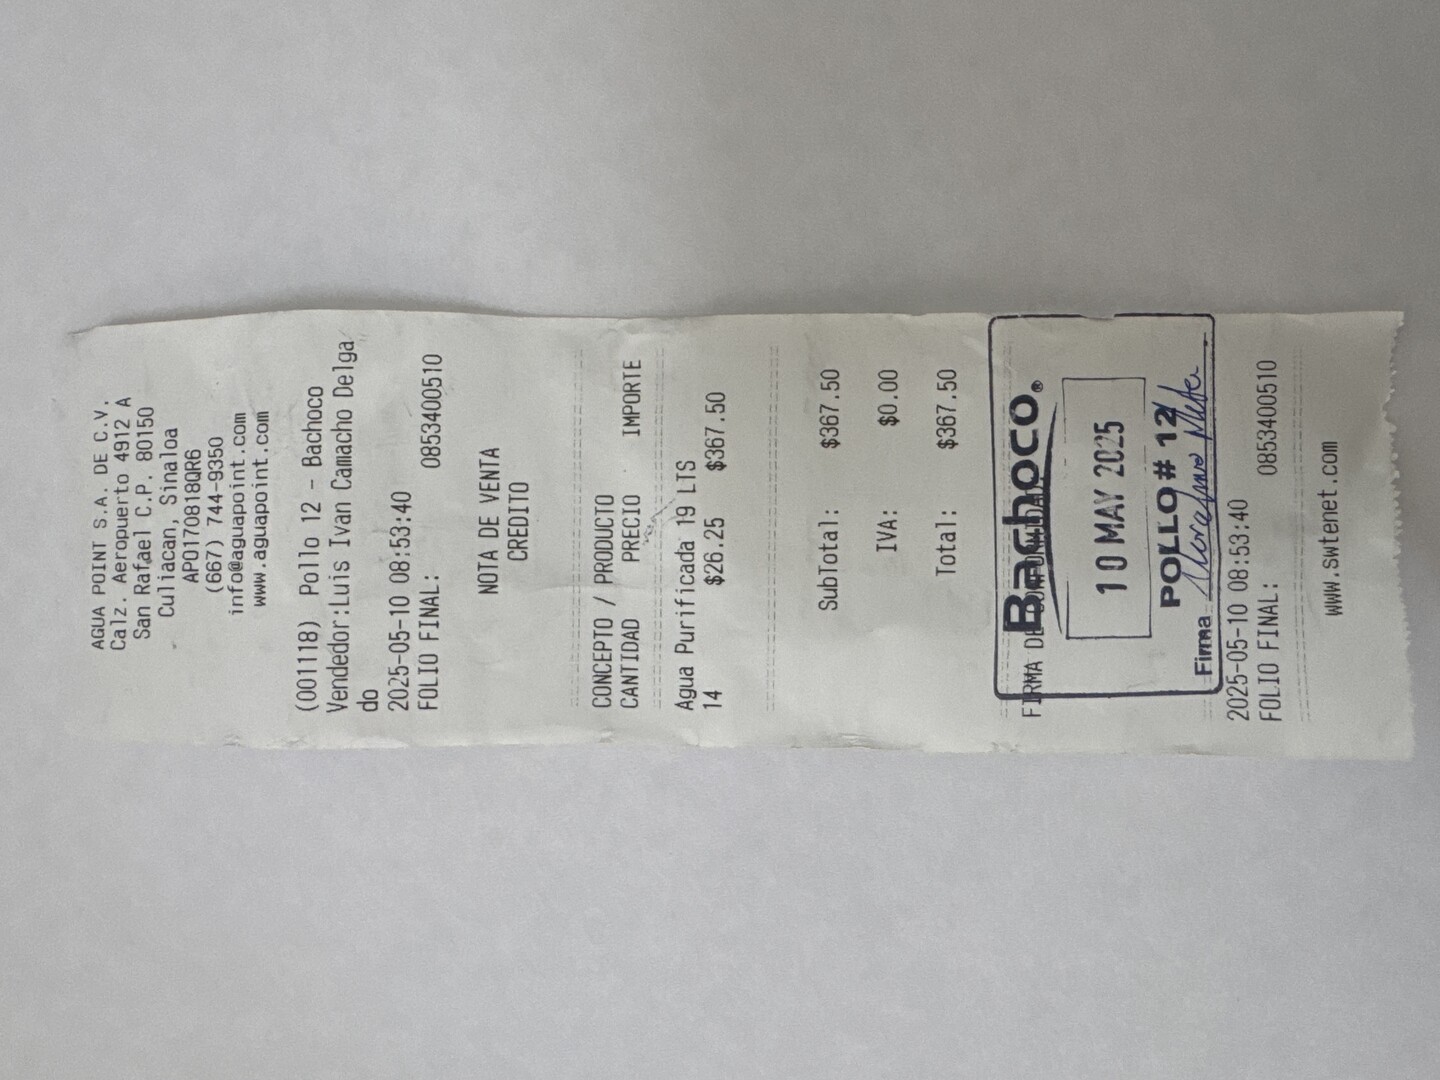 AGUA POINT S.A. DE C.V.
Calz. Aeropuerto 4912 A
San Rafael C.P. 80150
Culiacan, Sinaloa
APO170818QR6
(667) 744-9350
info@aguapoint.com
www.aguapoint.com
(001118) Pollo 12 - Bachoco
Vendedor:Luis Ivan Camacho Delga
do
2025-05-10 08:53:40
FOLIO FINAL: 0853400510
NOTA DE VENTA
CREDITO
CONCEPTO / PRODUCTO
CANTIDAD PRECIO IMPORTE
Agua Purificada 19 LTS
14 $26.25 $367.50
SubTotal: $367.50
IVA: $0.00
Total: $367.50
FIRMA DE CONFORMIDAD
Bachoco®
10 MAY 2025
POLLO # 12
Firma
2025-05-10 08:53:40
FOLIO FINAL: 0853400510
www.swtenet.com